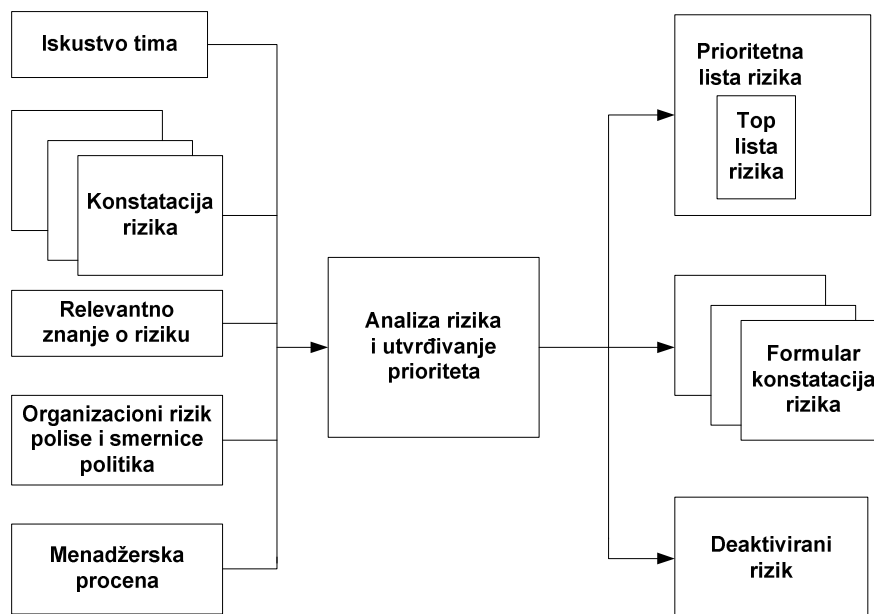 Iskustvo tima
Konstatacija
rizika
Relevantno
znanje o riziku
Organizacioni rizik
polise i smernice
politika
Menadžerska
procena
Analiza rizika
i utvrđivanje
prioriteta
Prioritetna
lista rizika
Top
lista
rizika
Formular
konstatacija
rizika
Deaktivirani
rizik